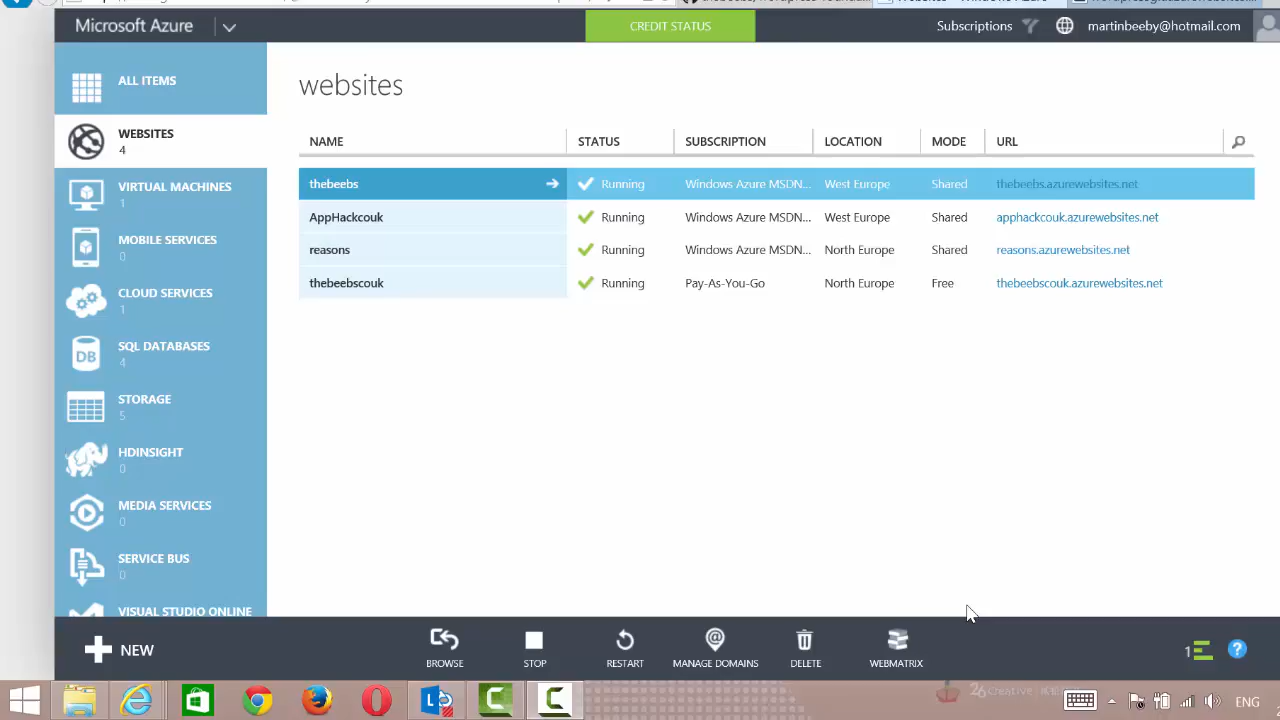 Microsoft Azure
CREDIT STATUS
Subscriptions
martinbeeby@hotmail.com
ALL ITEMS
WEBSITES
4
VIRTUAL MACHINES
1
MOBILE SERVICES
0
CLOUD SERVICES
1
SQL DATABASES
4
DB
STORAGE
5
HDINSIGHT
0
MEDIA SERVICES
0
SERVICE BUS
0
VISUAL STUDIO ONLINE
websites
NAME STATUS SUBSCRIPTION LOCATION MODE URL
thebeebs Running Windows Azure MSDN... West Europe Shared thebeebs.azurewebsites.net
AppHackcouk Running Windows Azure MSDN... West Europe Shared apphackcouk.azurewebsites.net
reasons Running Windows Azure MSDN... North Europe Shared reasons.azurewebsites.net
thebeebscouk Running Pay-As-You-Go North Europe Free thebeebscouk.azurewebsites.net
NEW
BROWSE
STOP
RESTART
MANAGE DOMAINS
DELETE
WEBMATRIX
1
?
ENG